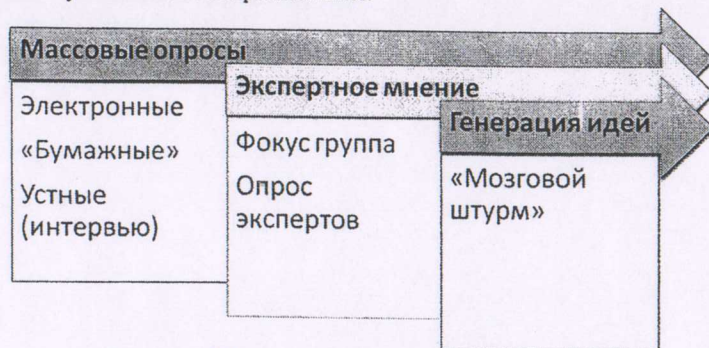 Массовые опросы
Электронные
«Бумажные»
Устные
(интервью)
Экспертное мнение
Фокус группа
Опрос
экспертов
Генерация идей
«Мозговой
штурм»